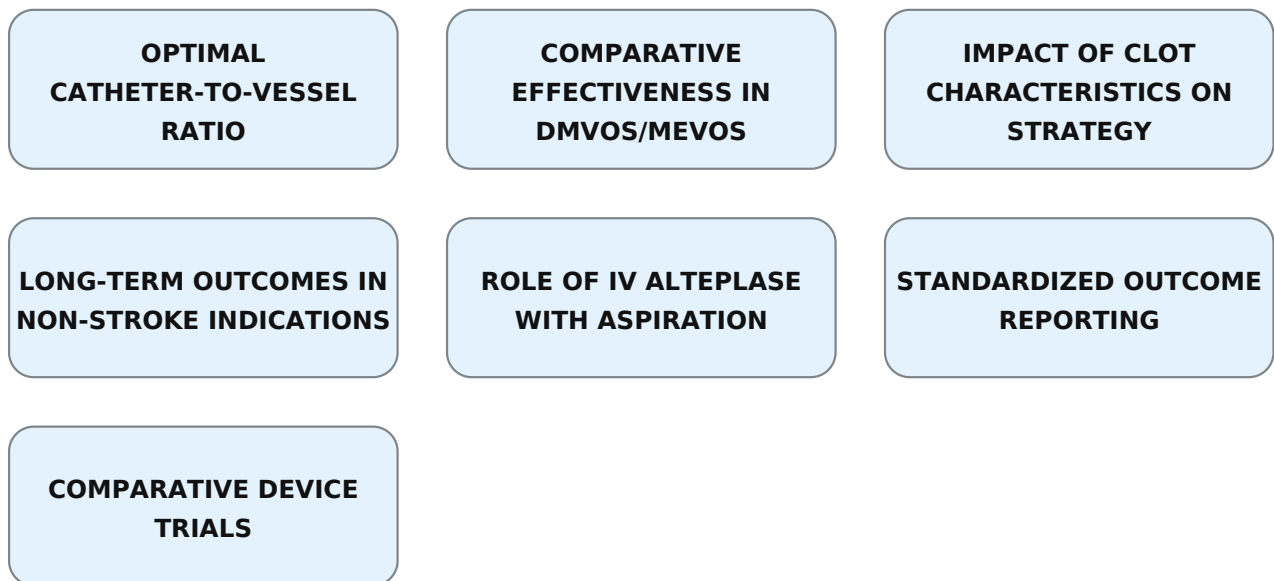 OPTIMAL
CATHETER-TO-VESSEL
RATIO
COMPARATIVE
EFFECTIVENESS IN
DMVOS/MEVOS
IMPACT OF CLOT
CHARACTERISTICS ON
STRATEGY
LONG-TERM OUTCOMES IN
NON-STROKE INDICATIONS
ROLE OF IV ALTEPLASE
WITH ASPIRATION
STANDARDIZED OUTCOME
REPORTING
COMPARATIVE DEVICE
TRIALS